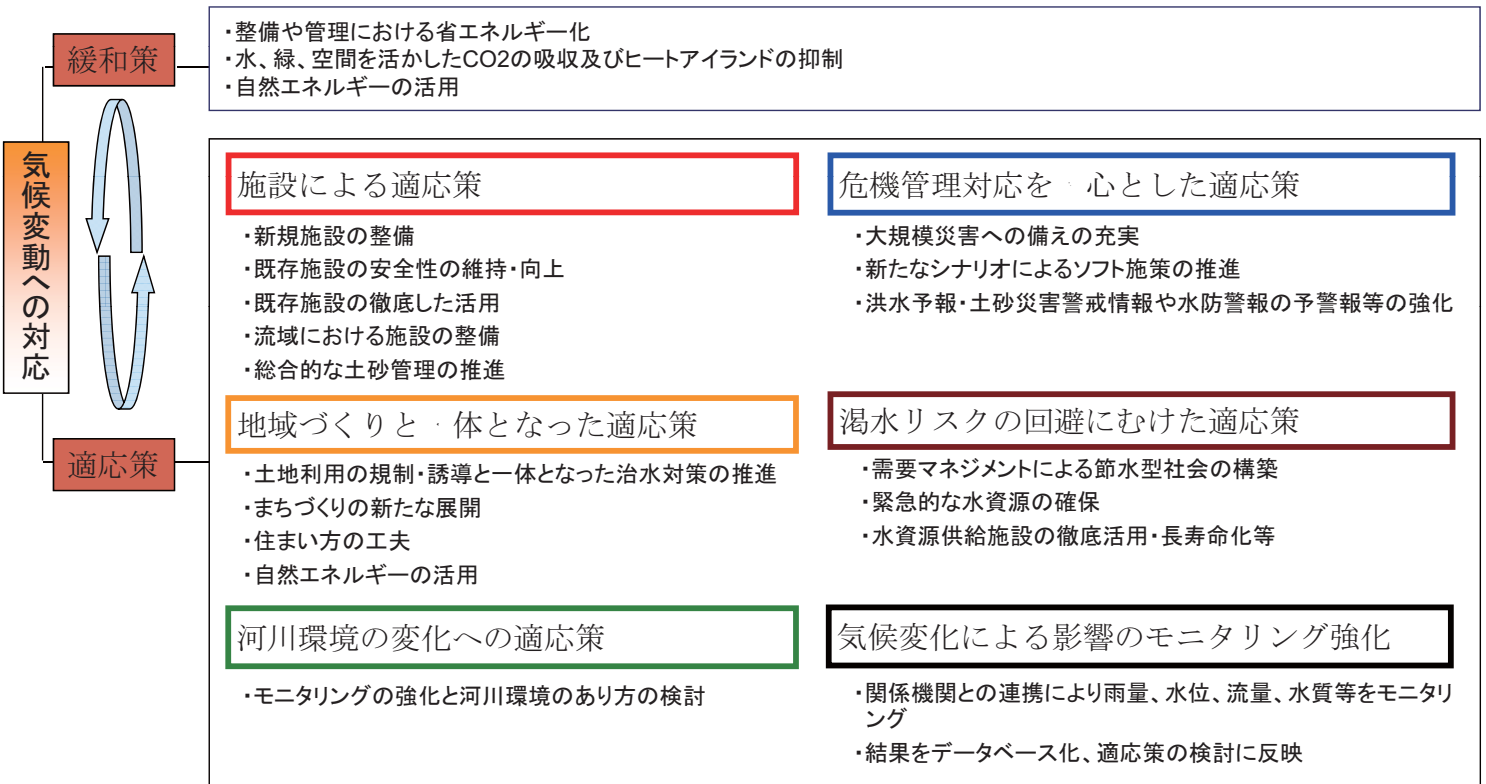 緩和策
・整備や管理における省エネルギー化
・水、緑、空間を活かしたCO2の吸収及びヒートアイランドの抑制
・自然エネルギーの活用
気候変動への対応
適応策
施設による適応策
・新規施設の整備
・既存施設の安全性の維持・向上
・既存施設の徹底した活用
・流域における施設の整備
・総合的な土砂管理の推進
危機管理対応を 心とした適応策
・大規模災害への備えの充実
・新たなシナリオによるソフト施策の推進
・洪水予報・土砂災害警戒情報や水防警報の予警報等の強化
地域づくりと 体となった適応策
・土地利用の規制・誘導と一体となった治水対策の推進
・まちづくりの新たな展開
・住まい方の工夫
・自然エネルギーの活用
渇水リスクの回避にむけた適応策
・需要マネジメントによる節水型社会の構築
・緊急的な水資源の確保
・水資源供給施設の徹底活用・長寿命化等
河川環境の変化への適応策
・モニタリングの強化と河川環境のあり方の検討
気候変化による影響のモニタリング強化
・関係機関との連携により雨量、水位、流量、水質等をモニタリ
ング
・結果をデータベース化、適応策の検討に反映